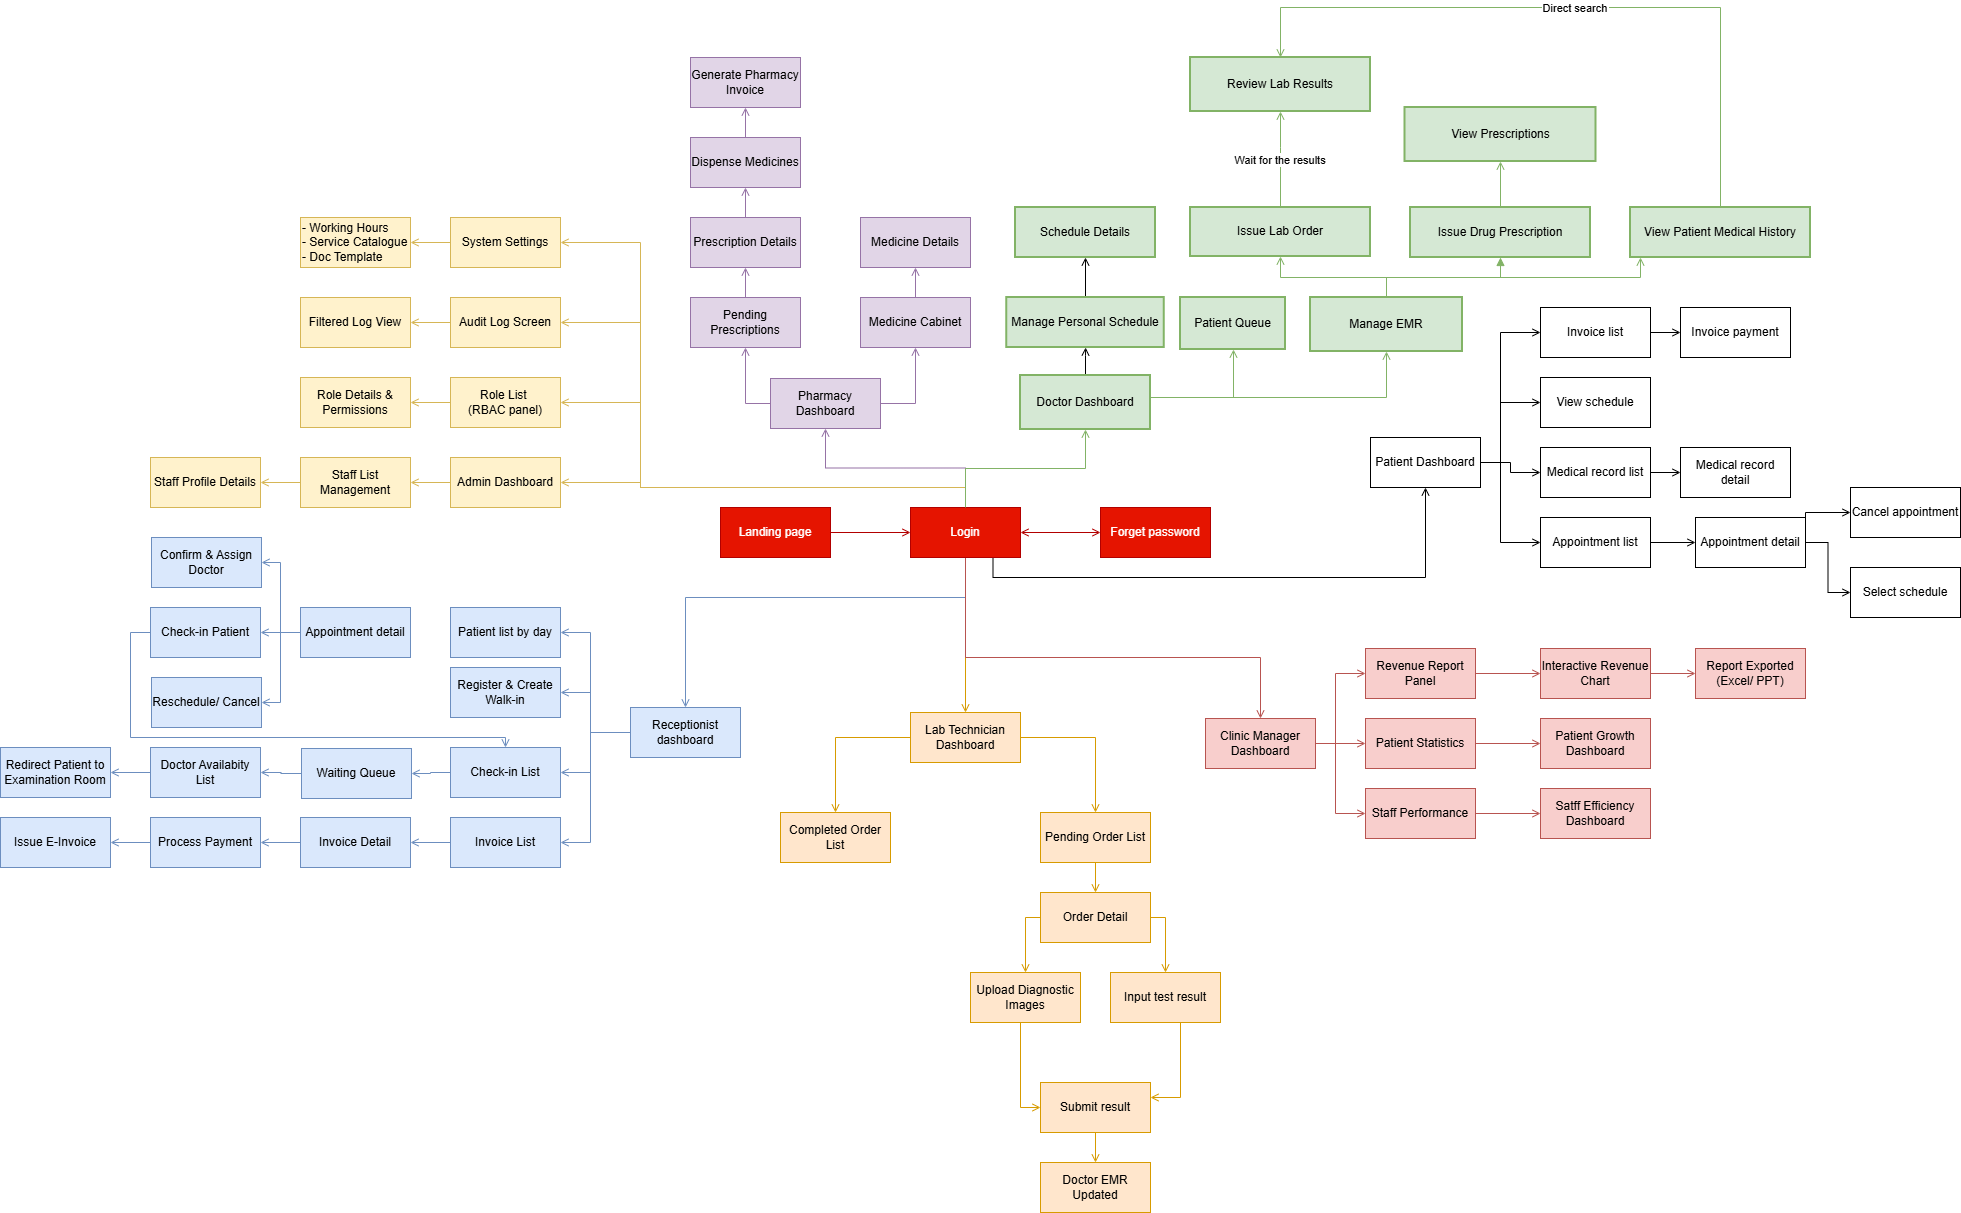 Direct search
Generate Pharmacy
Invoice
Review Lab Results
View Prescriptions
Dispense Medicines
Wait for the results
- Working Hours
- Service Catalogue
- Doc Template
System Settings
Prescription Details
Medicine Details
Schedule Details
Issue Lab Order
Issue Drug Prescription
View Patient Medical History
Filtered Log View
Audit Log Screen
Pending
Prescriptions
Medicine Cabinet
Manage Personal Schedule
Patient Queue
Manage EMR
Invoice list
Invoice payment
Role Details &
Permissions
Role List
(RBAC panel)
Pharmacy
Dashboard
Doctor Dashboard
View schedule
Staff Profile Details
Staff List
Management
Admin Dashboard
Patient Dashboard
Medical record list
Medical record
detail
Landing page
Login
Forget password
Appointment list
Appointment detail
Cancel appointment
Select schedule
Confirm & Assign
Doctor
Check-in Patient
Appointment detail
Patient list by day
Reschedule/ Cancel
Register & Create
Walk-in
Receptionist
dashboard
Lab Technician
Dashboard
Clinic Manager
Dashboard
Revenue Report
Panel
Interactive Revenue
Chart
Report Exported
(Excel/ PPT)
Patient Statistics
Patient Growth
Dashboard
Staff Performance
Satff Efficiency
Dashboard
Redirect Patient to
Examination Room
Doctor Availabity
List
Waiting Queue
Check-in List
Issue E-Invoice
Process Payment
Invoice Detail
Invoice List
Completed Order
List
Pending Order List
Order Detail
Upload Diagnostic
Images
Input test result
Submit result
Doctor EMR
Updated